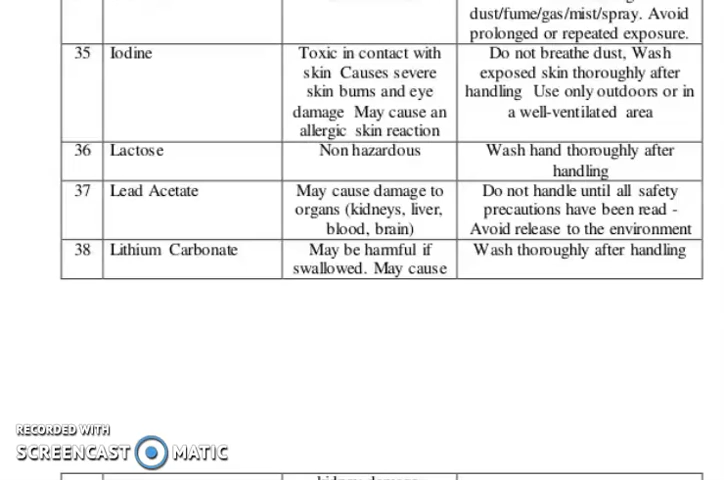 dust/fume/gas/mist/spray. Avoid
prolonged or repeated exposure.
35 Iodine Toxic in contact with Do not breathe dust, Wash
skin Causes severe exposed skin thoroughly after
skin burns and eye handling Use only outdoors or in
damage May cause an a well-ventilated area
allergic skin reaction
36 Lactose Non hazardous Wash hand thoroughly after
handling
37 Lead Acetate May cause damage to Do not handle until all safety
organs (kidneys, liver, precautions have been read -
blood, brain) Avoid release to the environment
38 Lithium Carbonate May be harmful if Wash thoroughly after handling
swallowed. May cause
RECORDED WITH
SCREENCAST MATIC